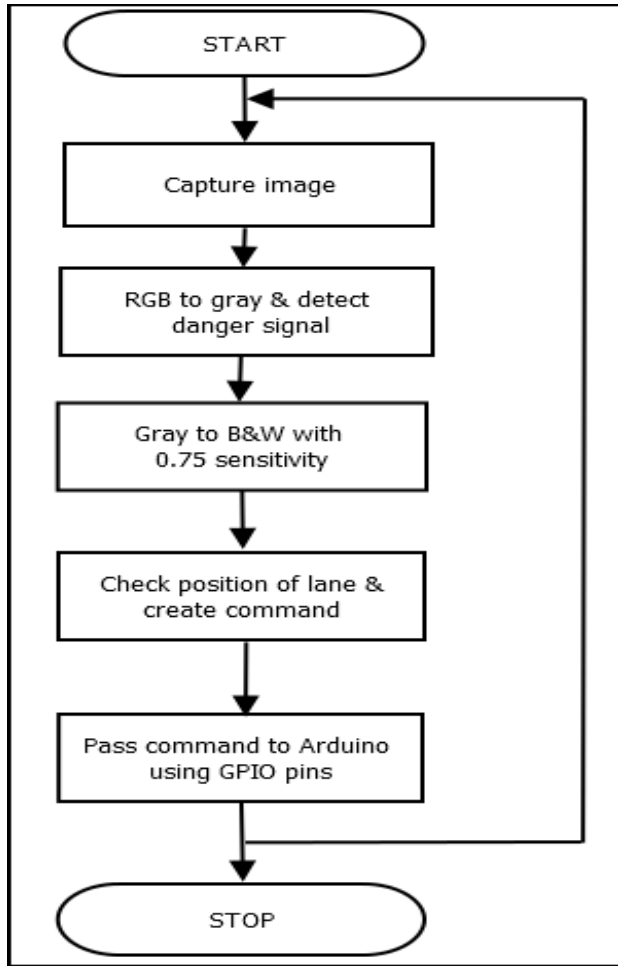 START
Capture image
RGB to gray & detect
danger signal
Gray to B&W with
0.75 sensitivity
Check position of lane &
create command
Pass command to Arduino
using GPIO pins
STOP